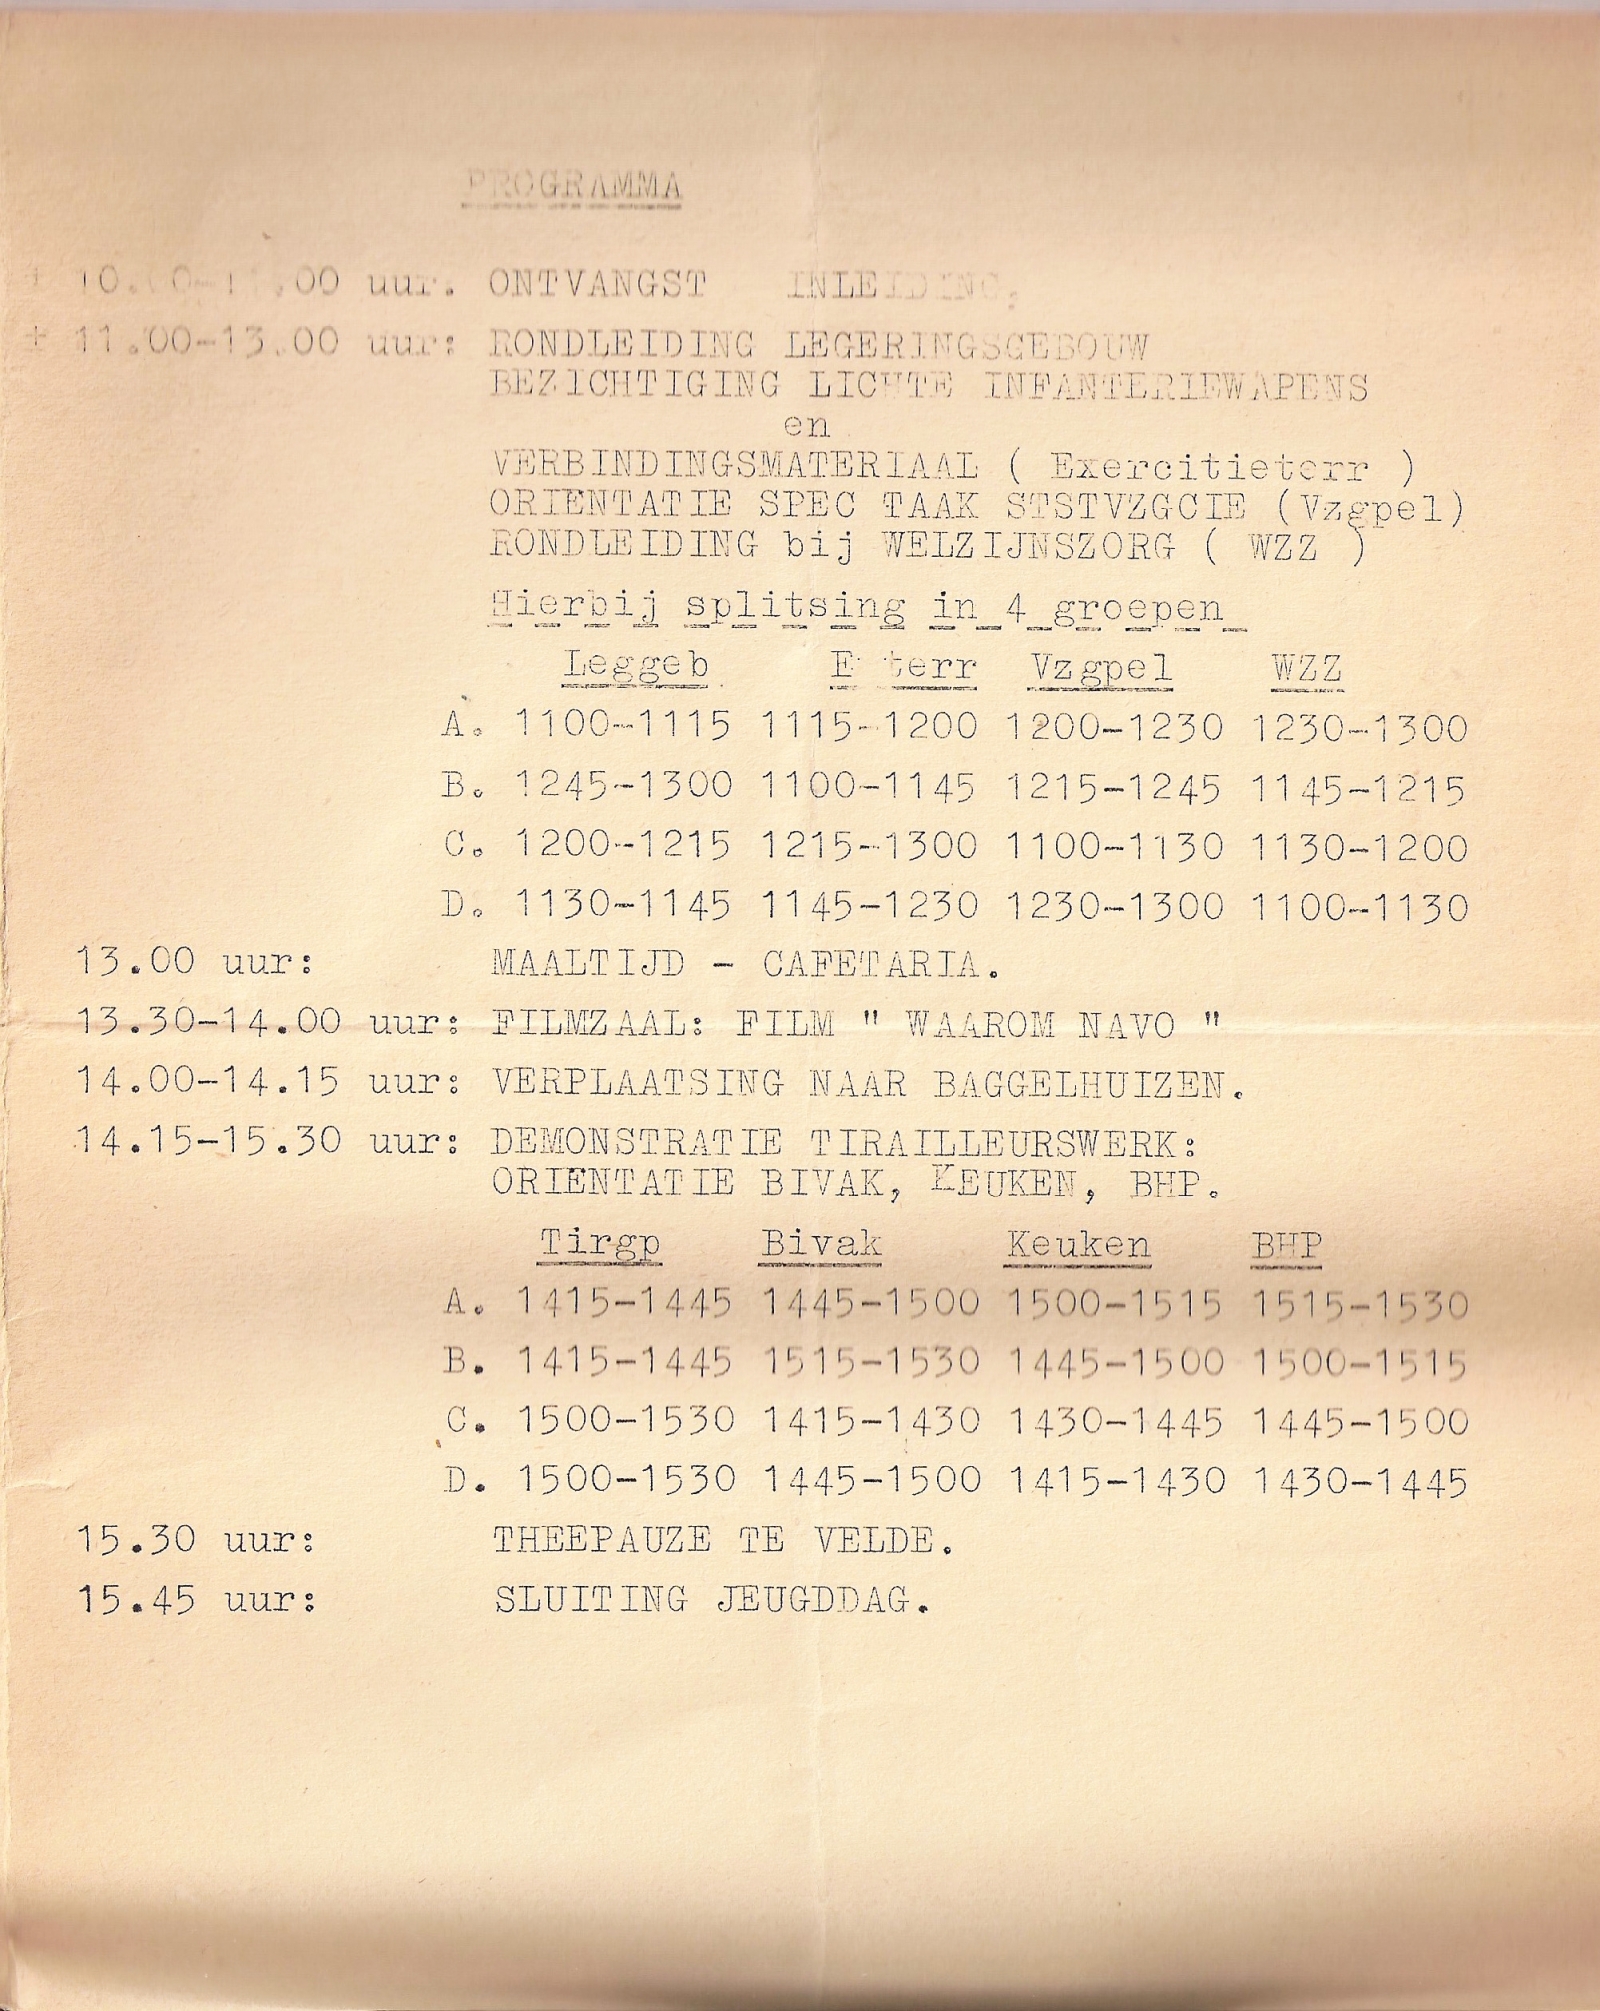 PROGRAMMA
uur. ONTVANGST INLEIDING.
± 11.00-13.00 uur: RONDLEIDING LEGERINGSGEBOUW
BEZICHTIGING LICHTE INFANTERIEWAPENS
en
VERBINDINGSMATERIAAL ( Exercitieterr )
ORIENTATIE SPEC TAAK STSTVZGCIE (Vzgpel)
RONDLEIDING bij WELZIJNSZORG ( WZZ )
Hierbij splitsing in 4 groepen
Leggeb E terr Vzgpel WZZ
A. 1100-1115 1115-1200 1200-1230 1230-1300
B. 1245-1300 1100-1145 1215-1245 1145-1215
C. 1200-1215 1215-1300 1100-1130 1130-1200
D. 1130-1145 1145-1230 1230-1300 1100-1130
13.00 uur: MAALTIJD - CAFETARIA.
13.30-14.00 uur: FILMZAAL: FILM " WAAROM NAVO "
14.00-14.15 uur: VERPLAATSING NAAR BAGGELHUIZEN.
14.15-15.30 uur: DEMONSTRATIE TIRAILLEURSWERK:
ORIENTATIE BIVAK, KEUKEN, BHP.
Tirgp Bivak Keuken BHP
A. 1415-1445 1445-1500 1500-1515 1515-1530
B. 1415-1445 1515-1530 1445-1500 1500-1515
C. 1500-1530 1415-1430 1430-1445 1445-1500
D. 1500-1530 1445-1500 1415-1430 1430-1445
15.30 uur: THEEPAUZE TE VELDE.
15.45 uur: SLUITING JEUGDDAG.